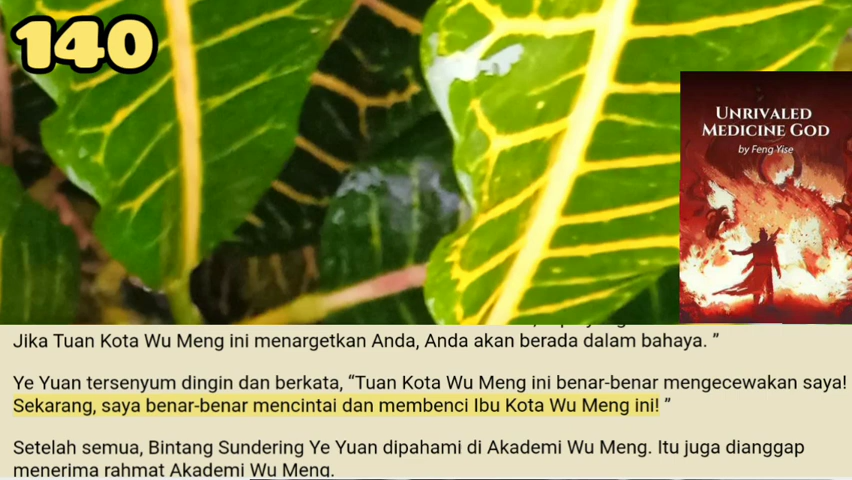 140
UNRIVALED
MEDICINE GOD
by Feng Yise
Jika Tuan Kota Wu Meng ini menargetkan Anda, Anda akan berada dalam bahaya. ”
Ye Yuan tersenyum dingin dan berkata, “Tuan Kota Wu Meng ini benar-benar mengecewakan saya!
Sekarang, saya benar-benar mencintai dan membenci Ibu Kota Wu Meng ini! ”
Setelah semua, Bintang Sundering Ye Yuan dipahami di Akademi Wu Meng. Itu juga dianggap
menerima rahmat Akademi Wu Meng.